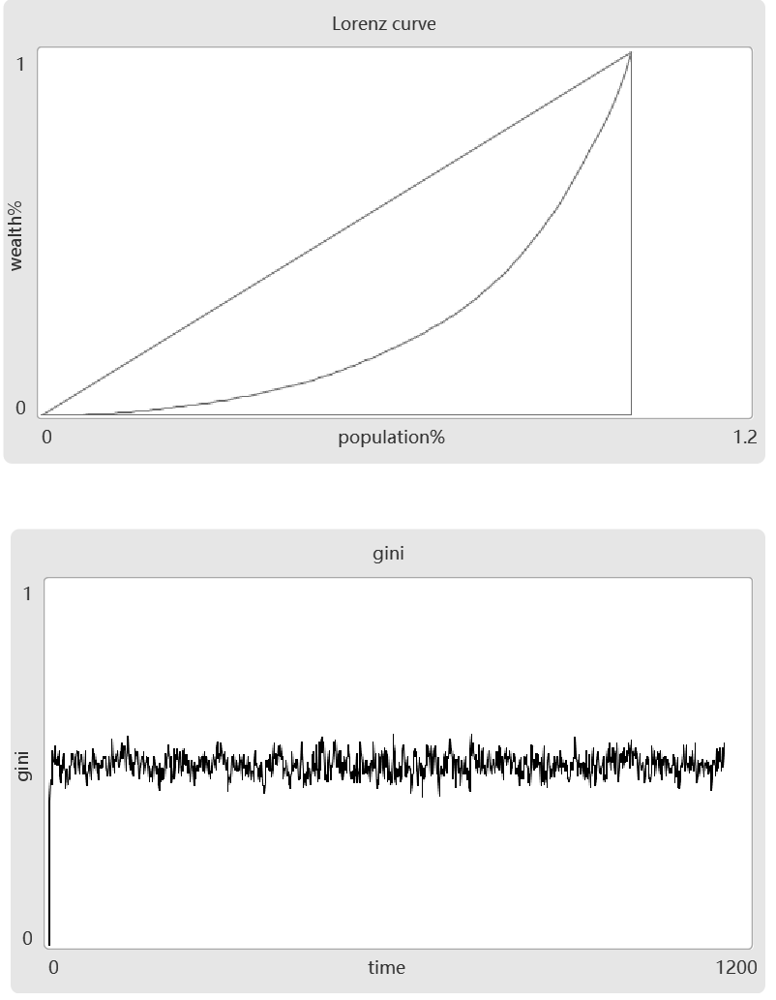 Lorenz curve
1
wealth%
0
0 population% 1.2
gini
1
gini
0
0 time 1200